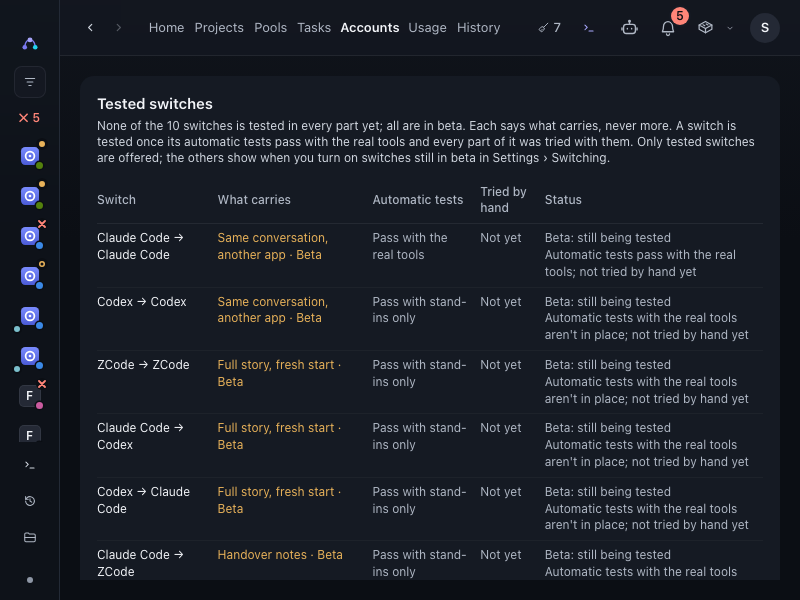 Home Projects Pools Tasks Accounts Usage History 7 5 S
5
F
F
Tested switches
None of the 10 switches is tested in every part yet; all are in beta. Each says what carries, never more. A switch is
tested once its automatic tests pass with the real tools and every part of it was tried with them. Only tested switches
are offered; the others show when you turn on switches still in beta in Settings › Switching.
Switch What carries Automatic tests Tried by hand Status
Claude Code → Claude Code
Same conversation, another app · Beta
Pass with the real tools
Not yet
Beta: still being tested
Automatic tests pass with the real tools; not tried by hand yet
Codex → Codex
Same conversation, another app · Beta
Pass with stand-ins only
Not yet
Beta: still being tested
Automatic tests with the real tools aren't in place; not tried by hand yet
ZCode → ZCode
Full story, fresh start · Beta
Pass with stand-ins only
Not yet
Beta: still being tested
Automatic tests with the real tools aren't in place; not tried by hand yet
Claude Code → Codex
Full story, fresh start · Beta
Pass with stand-ins only
Not yet
Beta: still being tested
Automatic tests with the real tools aren't in place; not tried by hand yet
Codex → Claude Code
Full story, fresh start · Beta
Pass with stand-ins only
Not yet
Beta: still being tested
Automatic tests with the real tools aren't in place; not tried by hand yet
Claude Code → ZCode
Handover notes · Beta
Pass with stand-ins only
Not yet
Beta: still being tested
Automatic tests with the real tools